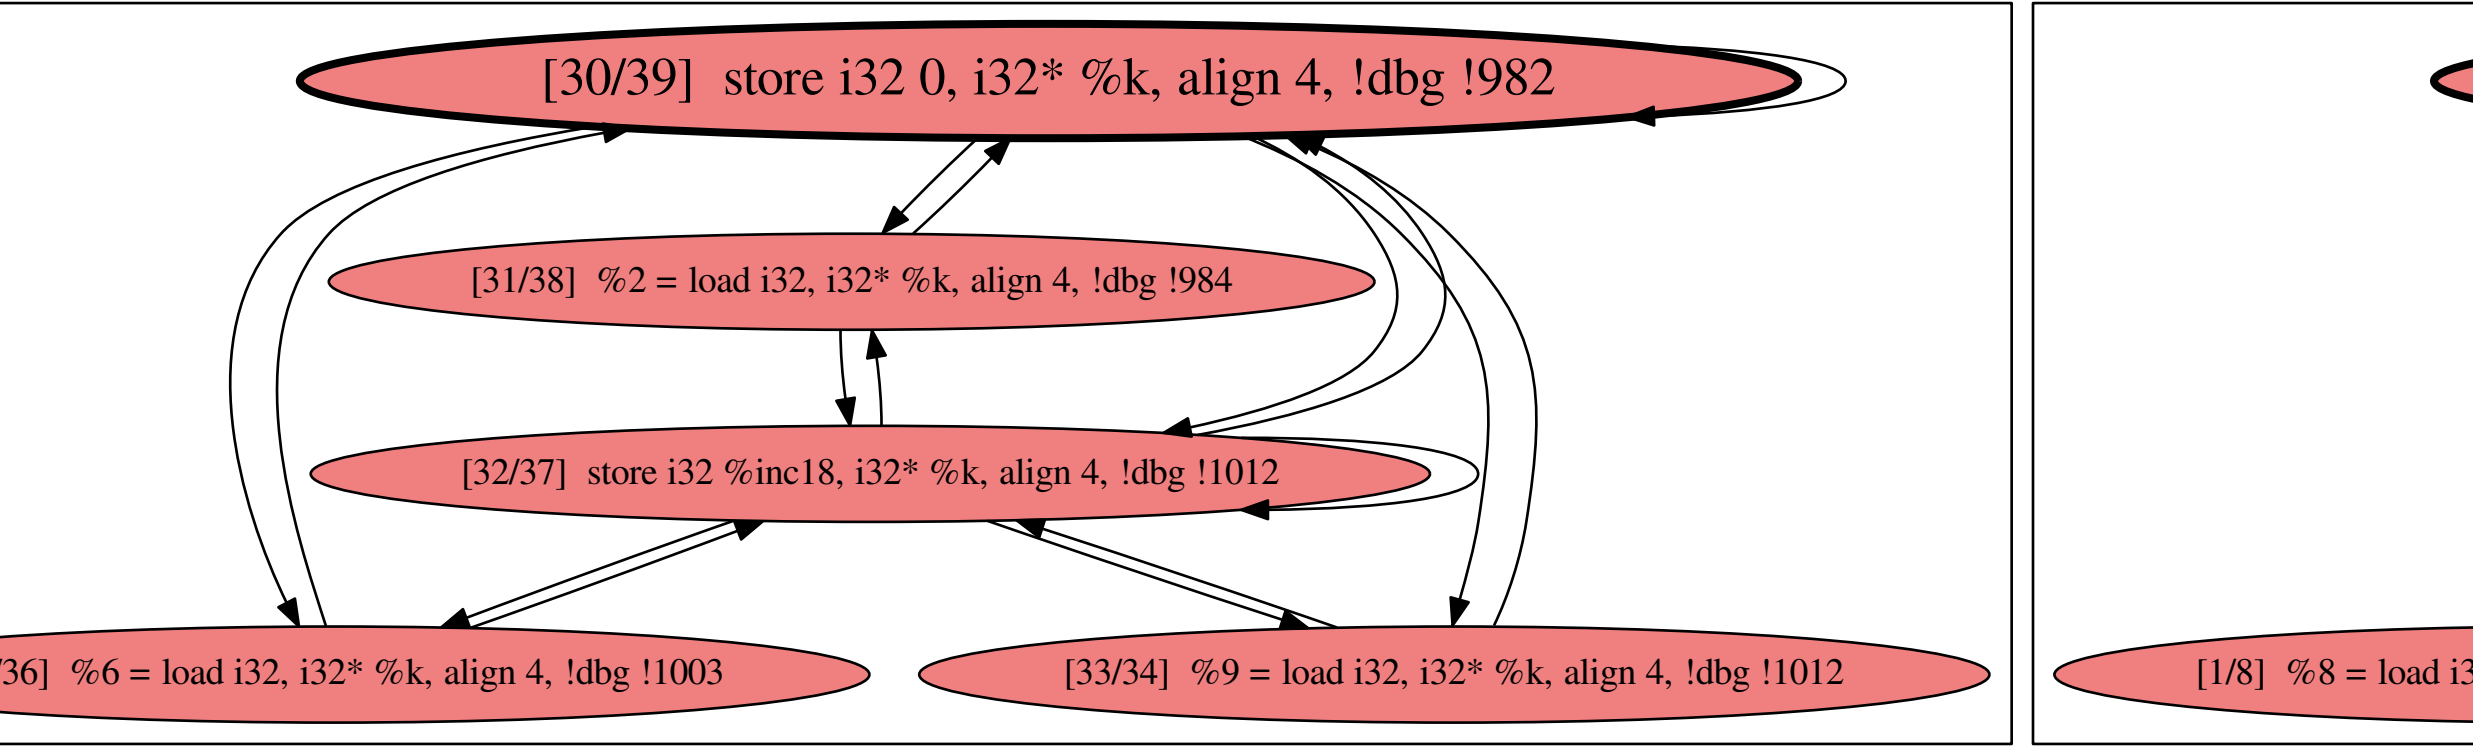 [30/39] store i32 0, i32* %k, align 4, !dbg !982
[31/38] %2 = load i32, i32* %k, align 4, !dbg !984
[32/37] store i32 %inc18, i32* %k, align 4, !dbg !1012
/36] %6 = load i32, i32* %k, align 4, !dbg !1003
[33/34] %9 = load i32, i32* %k, align 4, !dbg !1012
[1/8] %8 = load i3